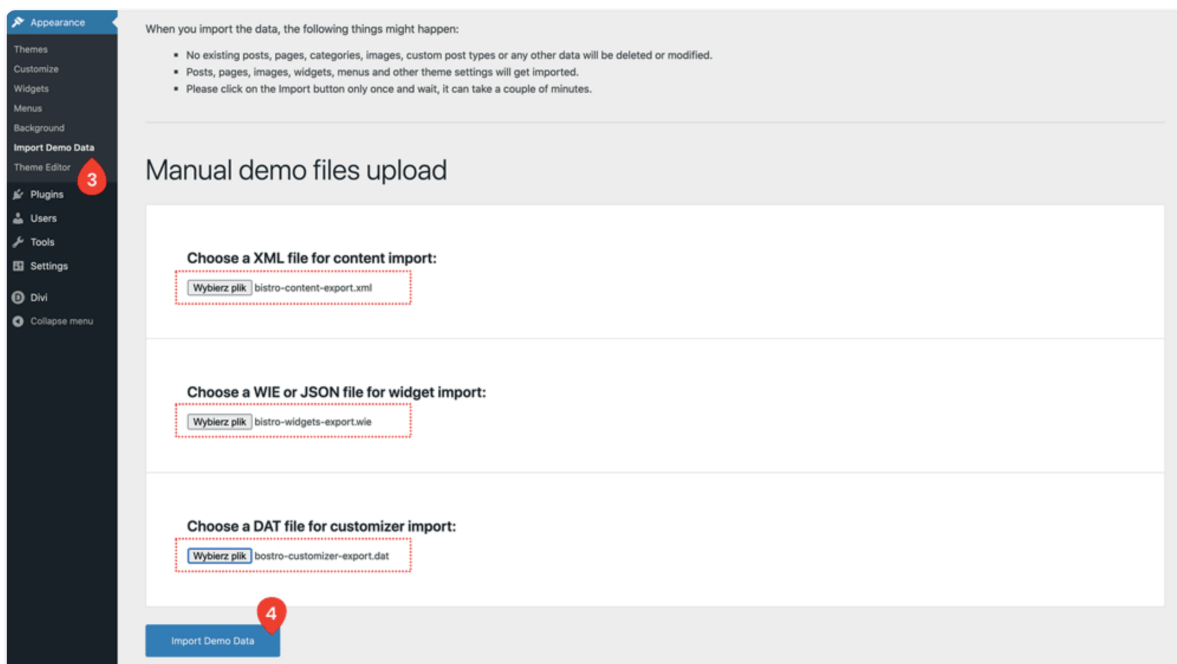 Appearance
Themes
Customize
Widgets
Menus
Background
Import Demo Data
Theme Editor
3
Plugins
Users
Tools
Settings
Divi
Collapse menu
When you import the data, the following things might happen:
No existing posts, pages, categories, images, custom post types or any other data will be deleted or modified.
Posts, pages, images, widgets, menus and other theme settings will get imported.
Please click on the Import button only once and wait, it can take a couple of minutes.
Manual demo files upload
Choose a XML file for content import:
Wybierz plik bistro-content-export.xml
Choose a WIE or JSON file for widget import:
Wybierz plik bistro-widgets-export.wie
Choose a DAT file for customizer import:
Wybierz plik bostro-customizer-export.dat
4
Import Demo Data